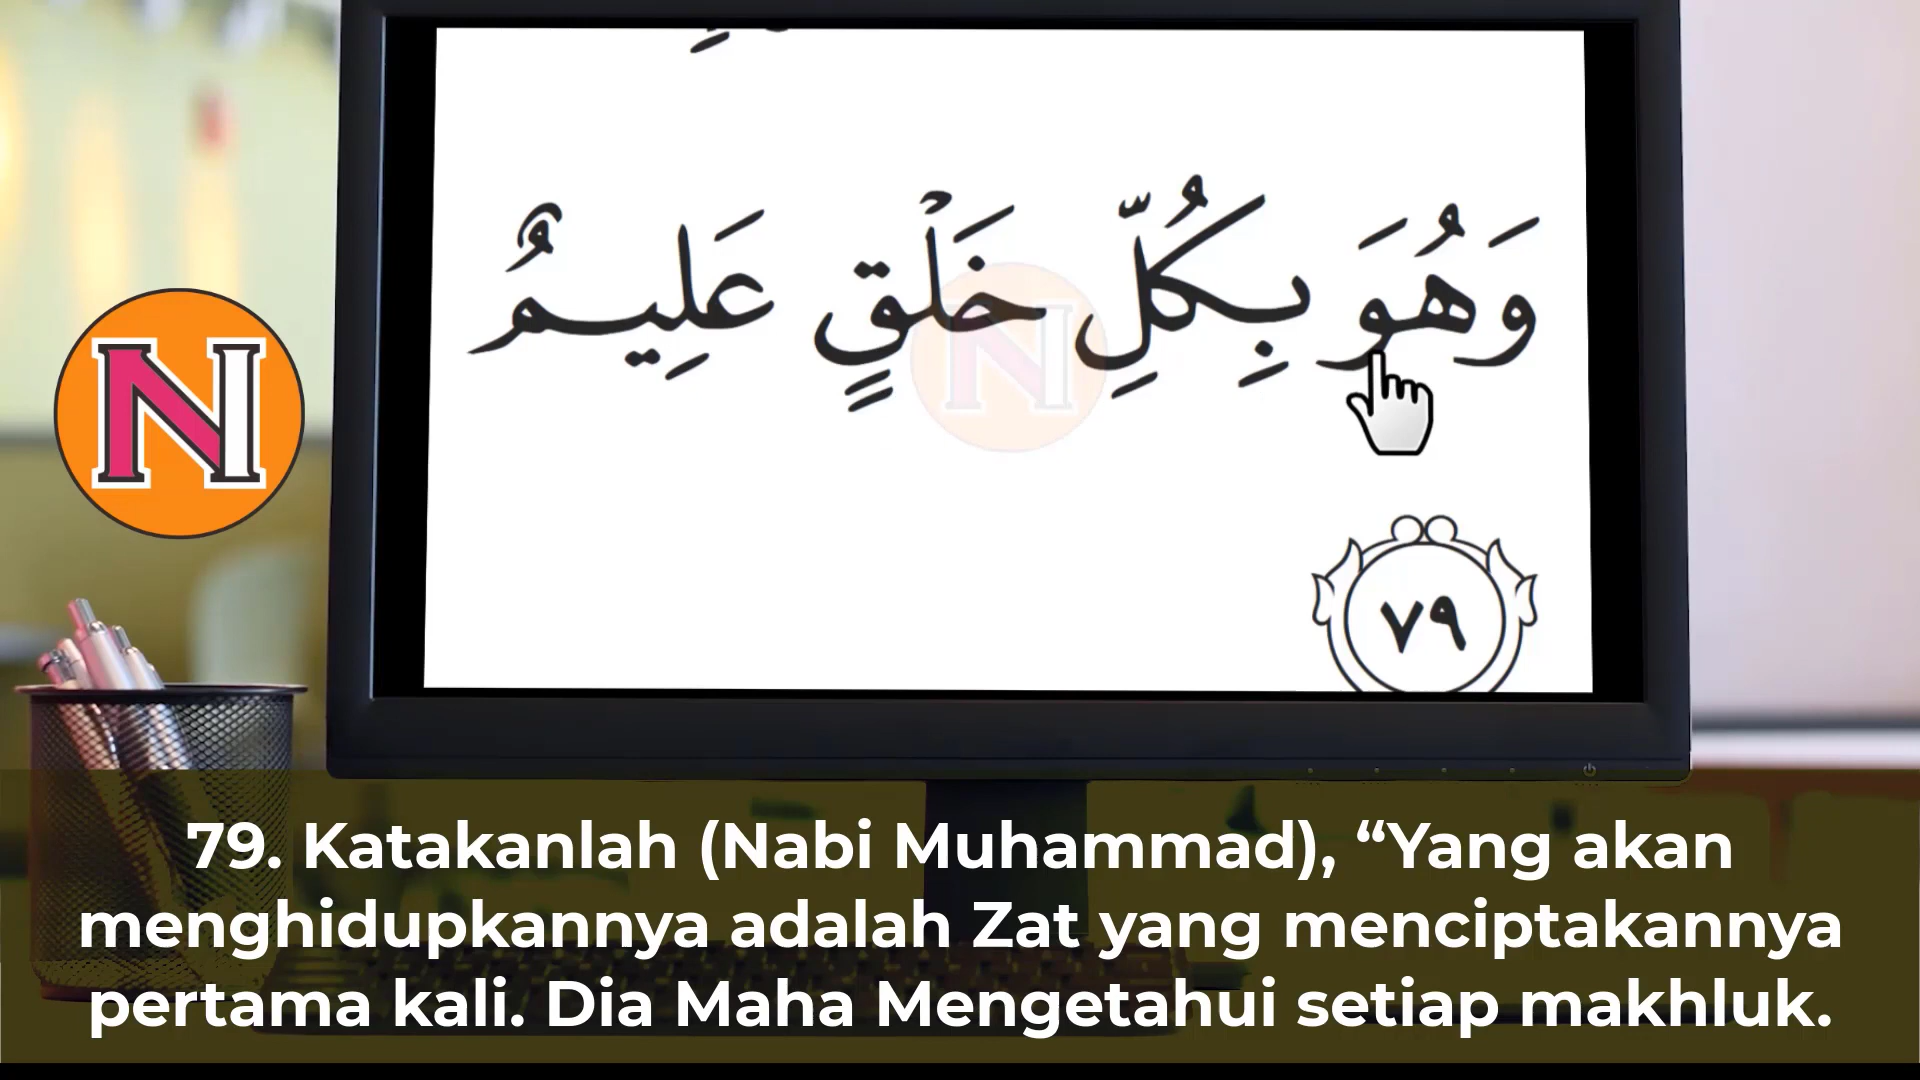 وَهُوَ بِكُلِّ خَلْقٍ عَلِيمٌ
٧٩
N
79. Katakanlah (Nabi Muhammad), “Yang akan
menghidupkannya adalah Zat yang menciptakannya
pertama kali. Dia Maha Mengetahui setiap makhluk.